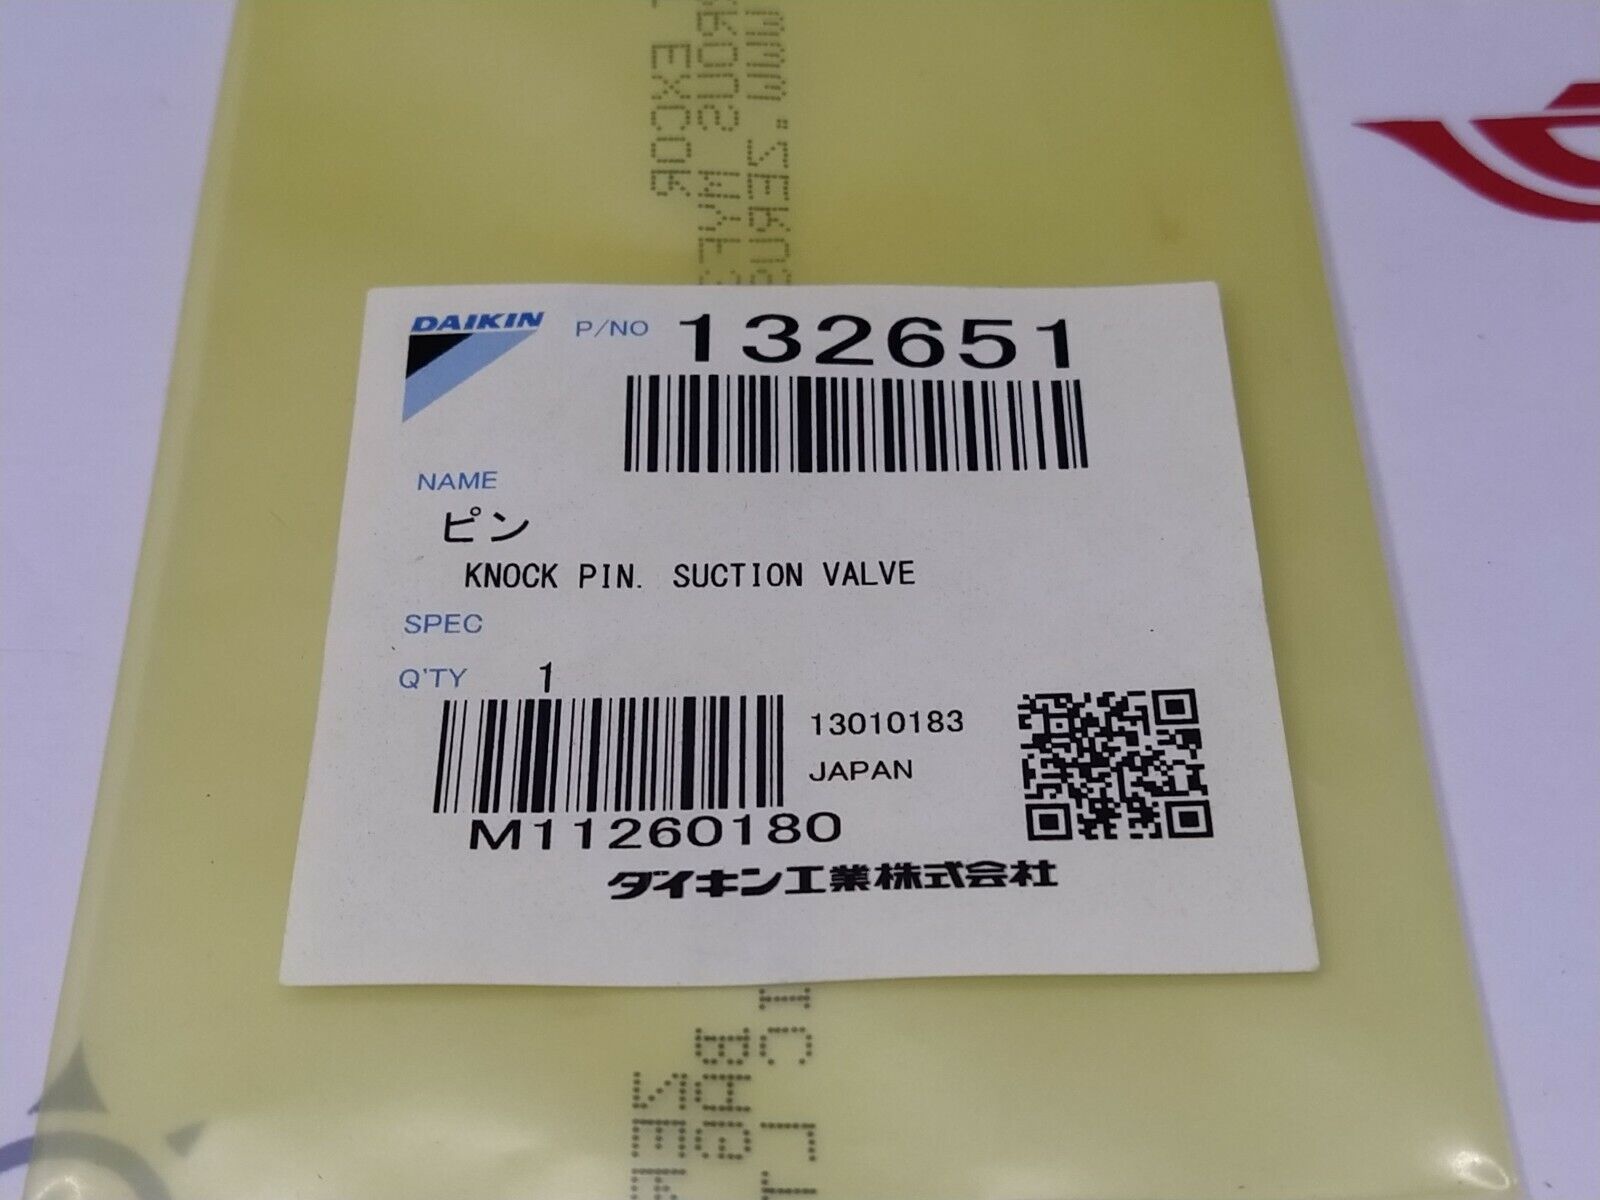 EXCOR
DAIKIN
P/NO 132651
NAME
ピン
KNOCK PIN. SUCTION VALVE
SPEC
Q'TY 1
13010183
JAPAN
M11260180
ダイキン工業株式会社